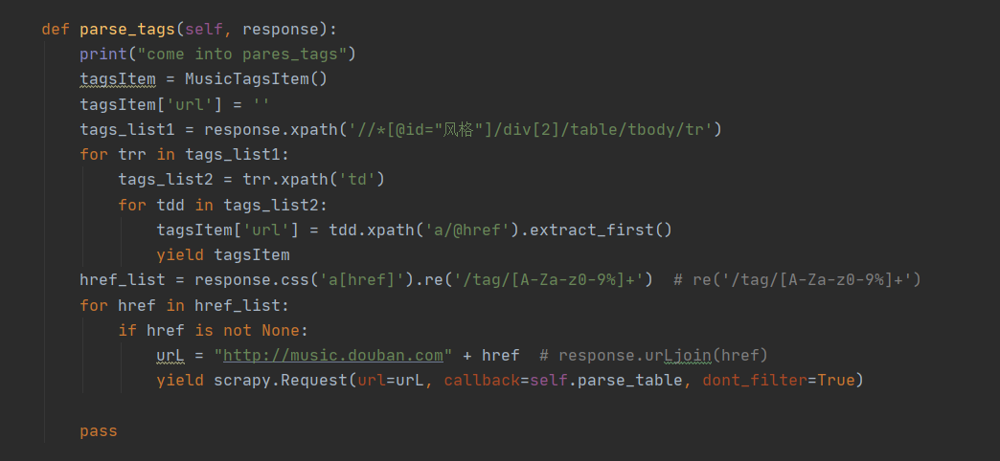 def parse_tags(self, response):
    print("come into pares_tags")
    tagsItem = MusicTagsItem()
    tagsItem['url'] = ''
    tags_list1 = response.xpath('//*[@id="风格"]/div[2]/table/tbody/tr')
    for trr in tags_list1:
        tags_list2 = trr.xpath('td')
        for tdd in tags_list2:
            tagsItem['url'] = tdd.xpath('a/@href').extract_first()
            yield tagsItem
    href_list = response.css('a[href]').re('/tag/[A-Za-z0-9%]+')  # re('/tag/[A-Za-z0-9%]+')
    for href in href_list:
        if href is not None:
            urL = "http://music.douban.com" + href  # response.urLjoin(href)
            yield scrapy.Request(url=urL, callback=self.parse_table, dont_filter=True)

    pass